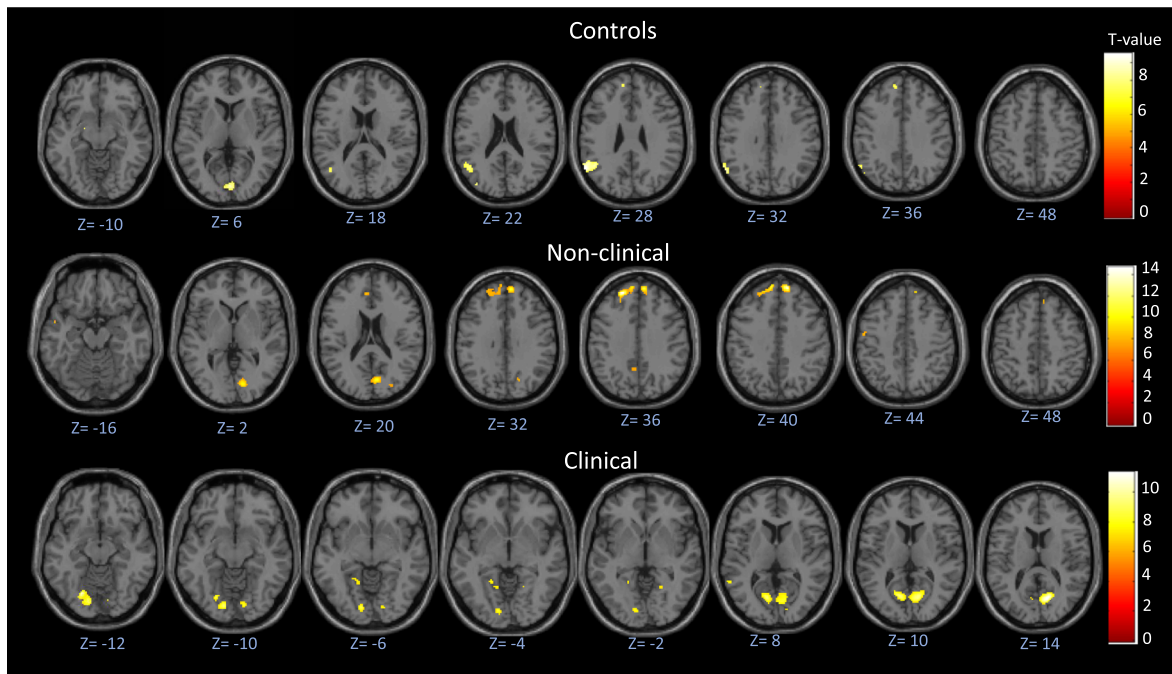 Controls
T-value
8
6
4
2
0
Z= -10 Z= 6 Z= 18 Z= 22 Z= 28 Z= 32 Z= 36 Z= 48
Non-clinical
14
12
10
8
6
4
2
0
Z= -16 Z= 2 Z= 20 Z= 32 Z= 36 Z= 40 Z= 44 Z= 48
Clinical
10
8
6
4
2
0
Z= -12 Z= -10 Z= -6 Z= -4 Z= -2 Z= 8 Z= 10 Z= 14